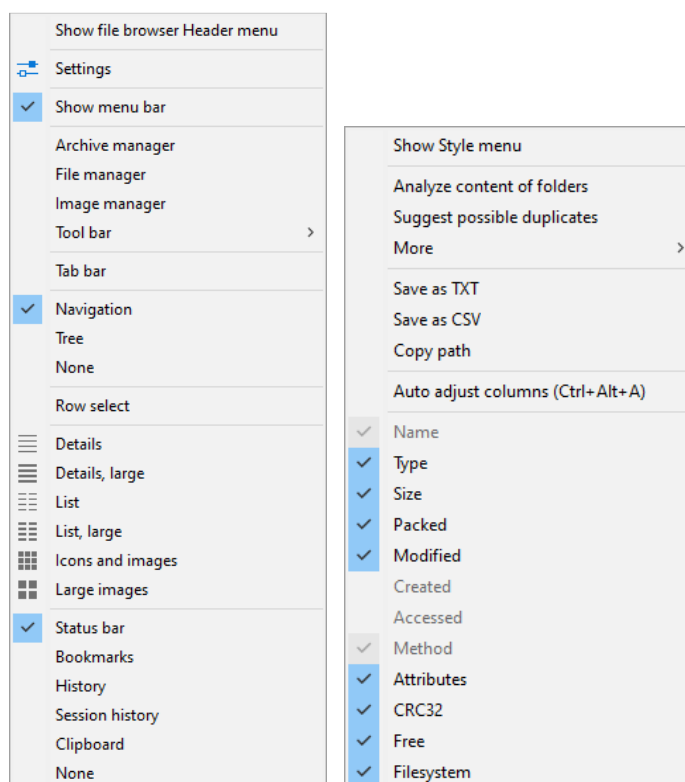 Show file browser Header menu
Settings
Show menu bar
Archive manager
File manager
Image manager
Tool bar
Tab bar
Navigation
Tree
None
Row select
Details
Details, large
List
List, large
Icons and images
Large images
Status bar
Bookmarks
History
Session history
Clipboard
None
Show Style menu
Analyze content of folders
Suggest possible duplicates
More
Save as TXT
Save as CSV
Copy path
Auto adjust columns (Ctrl+Alt+A)
Name
Type
Size
Packed
Modified
Created
Accessed
Method
Attributes
CRC32
Free
Filesystem